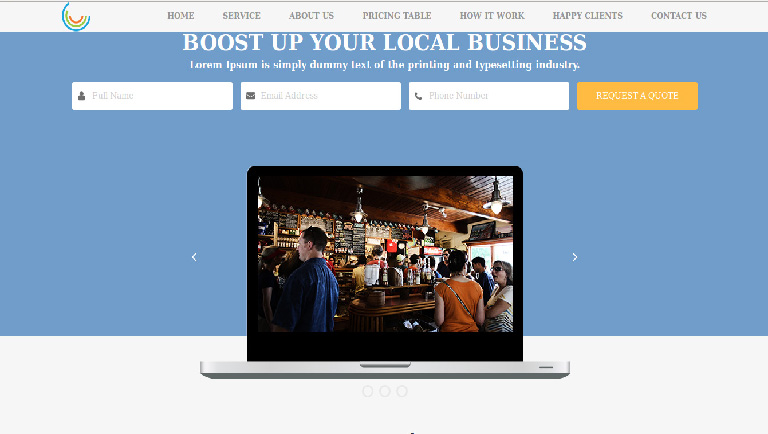 HOME SERVICE ABOUT US PRICING TABLE HOW IT WORK HAPPY CLIENTS CONTACT US
BOOST UP YOUR LOCAL BUSINESS
Lorem Ipsum is simply dummy text of the printing and typesetting industry.
Full Name Email Address Phone Number REQUEST A QUOTE